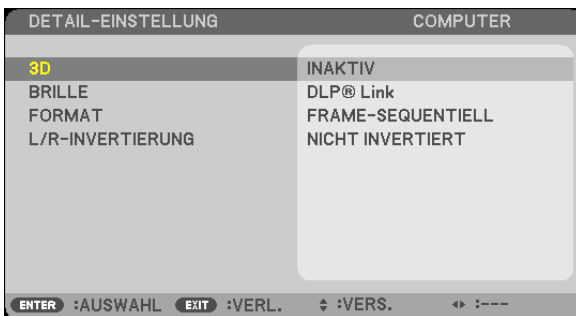 DETAIL-EINSTELLUNG COMPUTER
3D INAKTIV
BRILLE DLP® Link
FORMAT FRAME-SEQUENTIELL
L/R-INVERTIERUNG NICHT INVERTIERT
ENTER :AUSWAHL EXIT :VERL. :VERS. :---